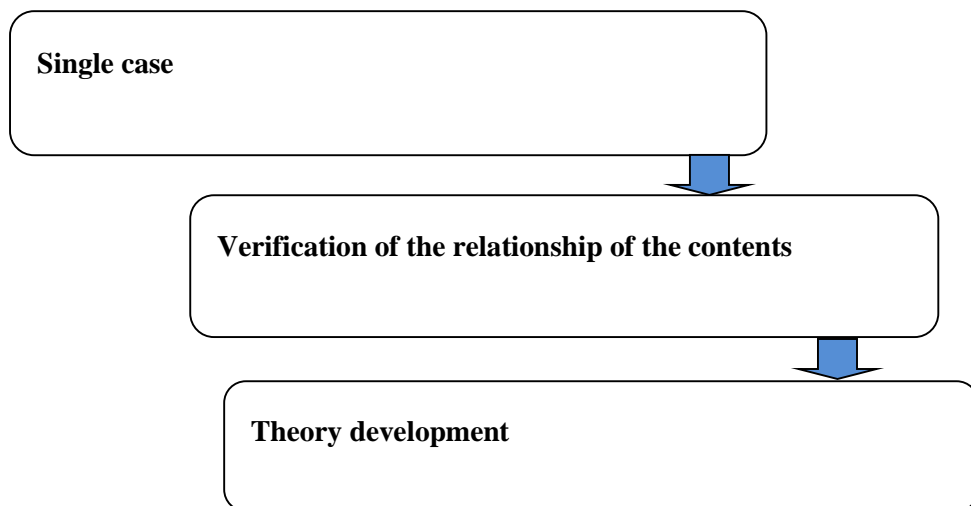 Single case
Verification of the relationship of the contents
Theory development